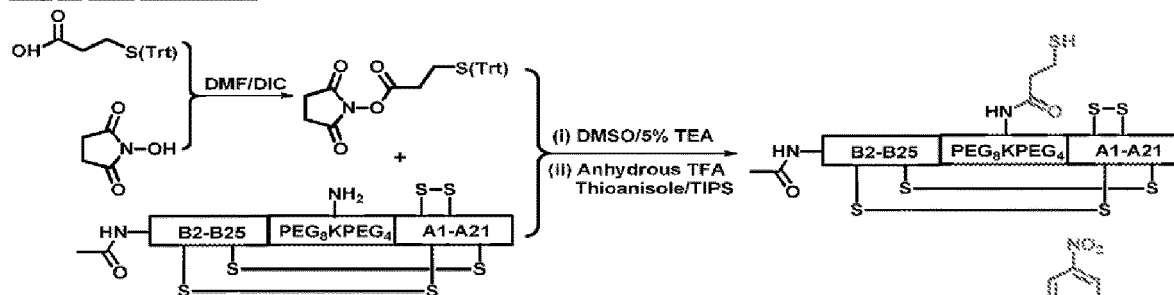 OH
O
S(Trt)
DMF/DIC
O
N-OH
O
O
N-O
O
O
S(Trt)
+
NH₂
S-S
HN
O
B2-B25
PEG₈KPEG₄
A1-A21
S
S
S
S
(i) DMSO/5% TEA
(ii) Anhydrous TFA
Thioanisole/TIPS
SH
HN
O
S-S
HN
O
B2-B25
PEG₈KPEG₄
A1-A21
S
S
S
S
NO₂